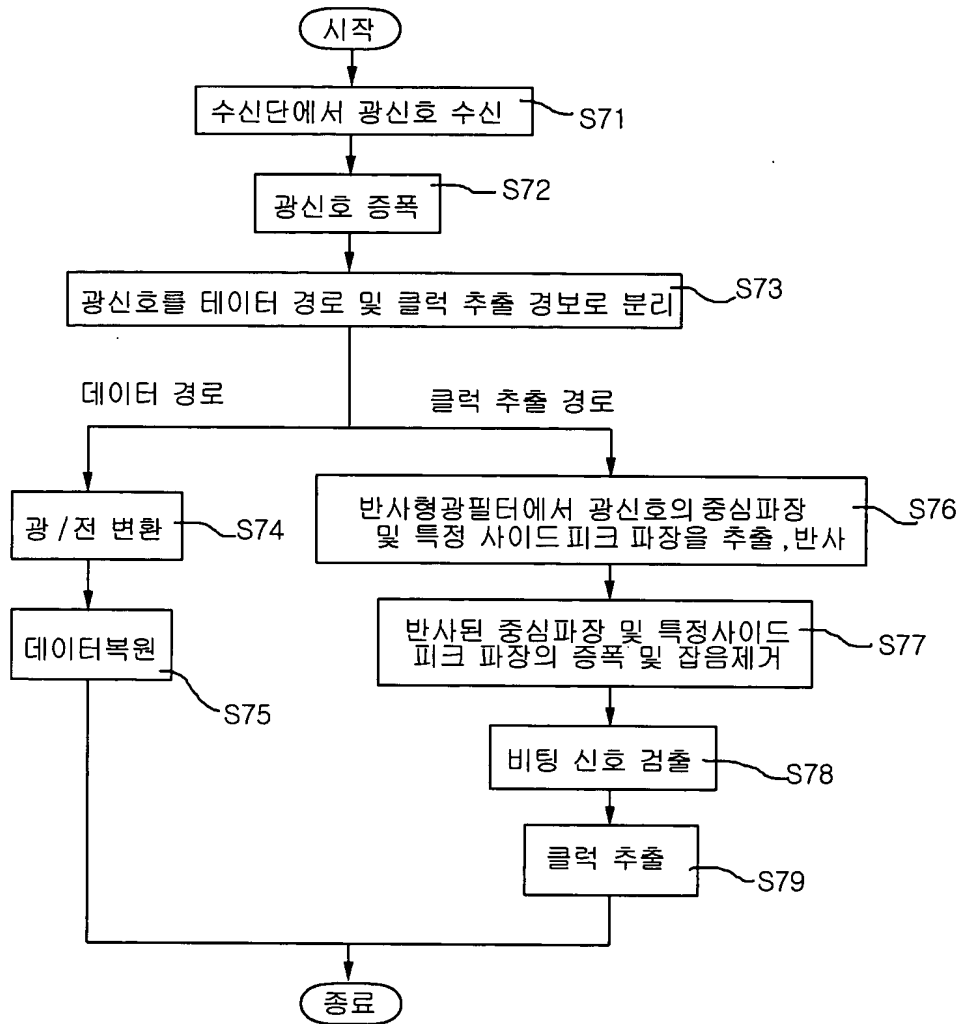 시작
수신단에서 광신호 수신
S71
광신호 증폭
S72
광신호를 테이터 경로 및 클럭 추출 경보로 분리
S73
데이터 경로
클럭 추출 경로
광/전 변환
S74
데이터복원
S75
반사형광필터에서 광신호의 중심파장
및 특정 사이드피크 파장을 추출,반사
S76
반사된 중심파장 및 특정사이드
피크 파장의 증폭 및 잡음제거
S77
비팅 신호 검출
S78
클럭 추출
S79
종료